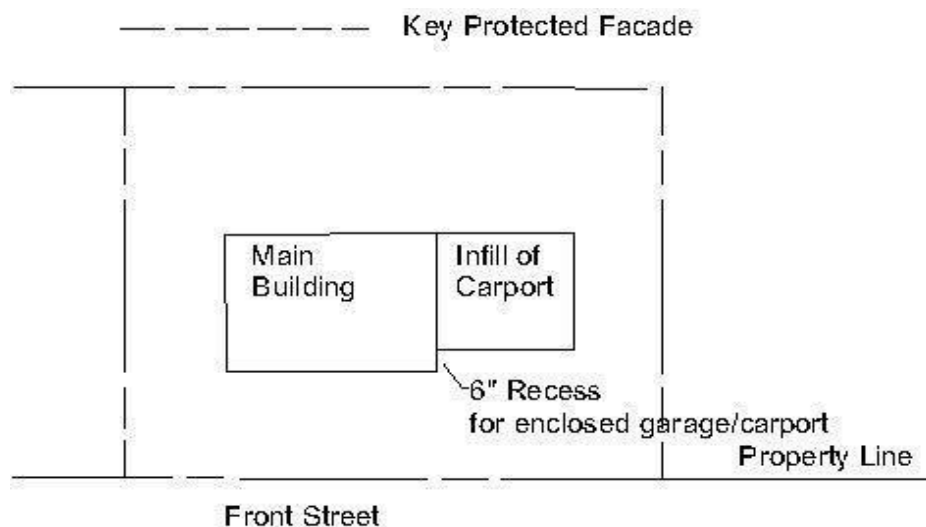 Key Protected Facade
Main
Building
Infill of
Carport
6" Recess
for enclosed garage/carport
Property Line
Front Street